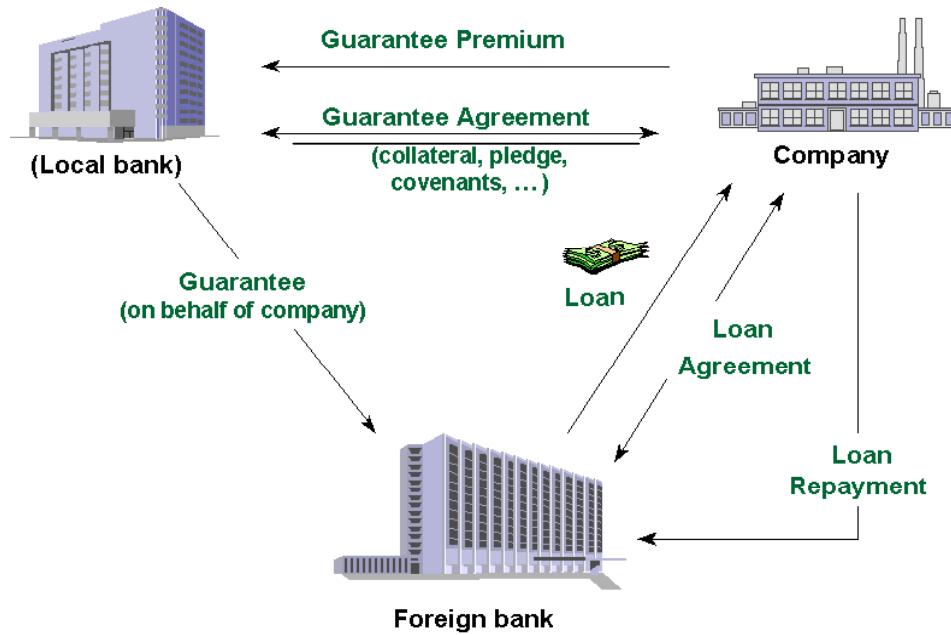 Guarantee Premium
Guarantee Agreement
(collateral, pledge,
covenants, ...)
(Local bank)
Company
Guarantee
(on behalf of company)
Loan
Loan
Agreement
Loan
Repayment
Foreign bank